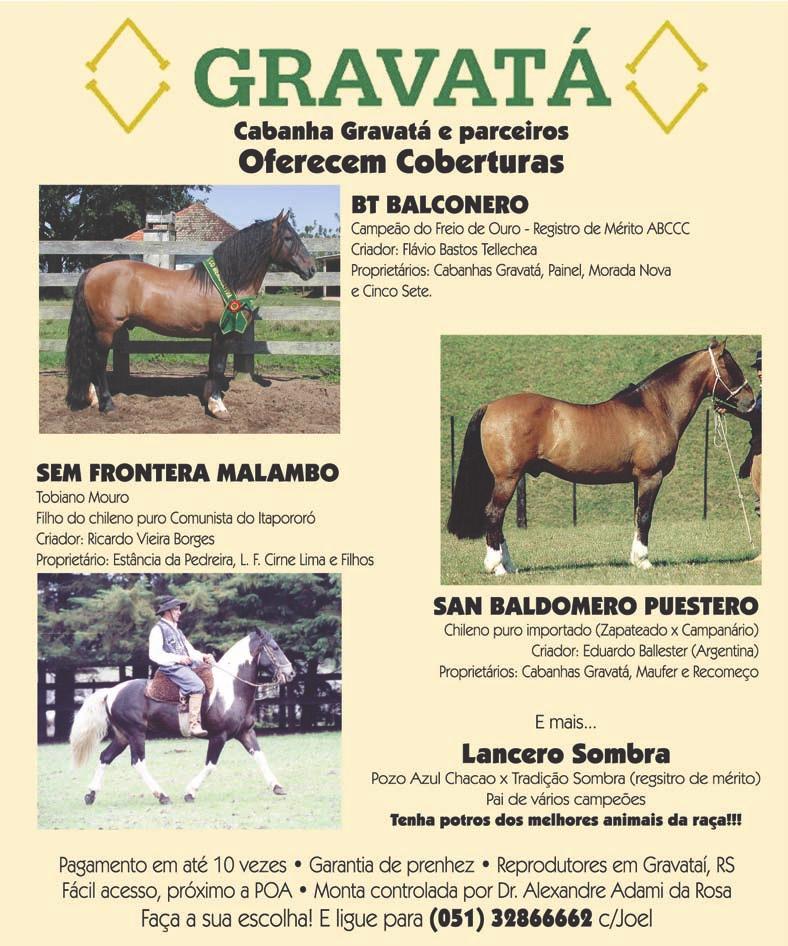 GRAVATÁ
Cabanha Gravatá e parceiros
Oferecem Coberturas
BT BALCONERO
Campeão do Freio de Ouro - Registro de Mérito ABCCC
Criador: Flávio Bastos Tellechea
Proprietários: Cabanhas Gravatá, Painel, Morada Nova
e Cinco Sete.
SEM FRONTERA MALAMBO
Tobiano Mouro
Filho do chileno puro Comunista do Itapororó
Criador: Ricardo Vieira Borges
Proprietário: Estância da Pedreira, L. F. Cirne Lima e Filhos
SAN BALDOMERO PUESTERO
Chileno puro importado (Zapateado x Campanário)
Criador: Eduardo Ballester (Argentina)
Proprietários: Cabanhas Gravatá, Maufer e Recomeço
E mais...
Lancero Sombra
Pozo Azul Chacao x Tradição Sombra (regsitro de mérito)
Pai de vários campeões
Tenha potros dos melhores animais da raça!!!
Pagamento em até 10 vezes • Garantia de prenhez • Reprodutores em Gravataí, RS
Fácil acesso, próximo a POA • Monta controlada por Dr. Alexandre Adami da Rosa
Faça a sua escolha! E ligue para (051) 32866662 c/Joel